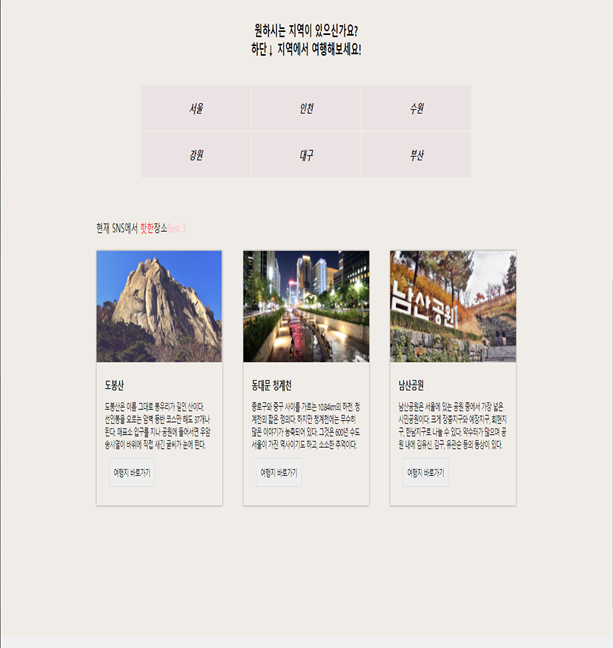 원하시는 지역이 있으신가요?
하단↓ 지역에서 여행해보세요!
서울 인천 수원
강원 대구 부산
현재 SNS에서 핫한장소Best 3
남산공원
도봉산
도봉산은 이름 그대로 봉우리가 길인 산이다.
선인봉을 오르는 암벽 등반 코스만 해도 37개나
된다. 매표소 입구를 지나 공원에 들어서면 우암
송시열이 바위에 직접 새긴 글씨가 눈에 띈다.
여행지 바로가기
동대문 청계천
종로구와 중구 사이를 가르는 10.84km의 하천, 청
계천의 짧은 정의다. 하지만 청계천에는 무수히
많은 이야기가 농축되어 있다. 그것은 600년 수도
서울이 가진 역사이기도 하고, 소소한 추억이다.
여행지 바로가기
남산공원
남산공원은 서울에 있는 공원 중에서 가장 넓은
시민공원이다. 크게 장충지구와 예장지구, 회현지
구, 한남지구로 나눌 수 있다. 약수터가 많으며 공
원 내에 김유신, 김구, 유관순 등의 동상이 있다.
여행지 바로가기